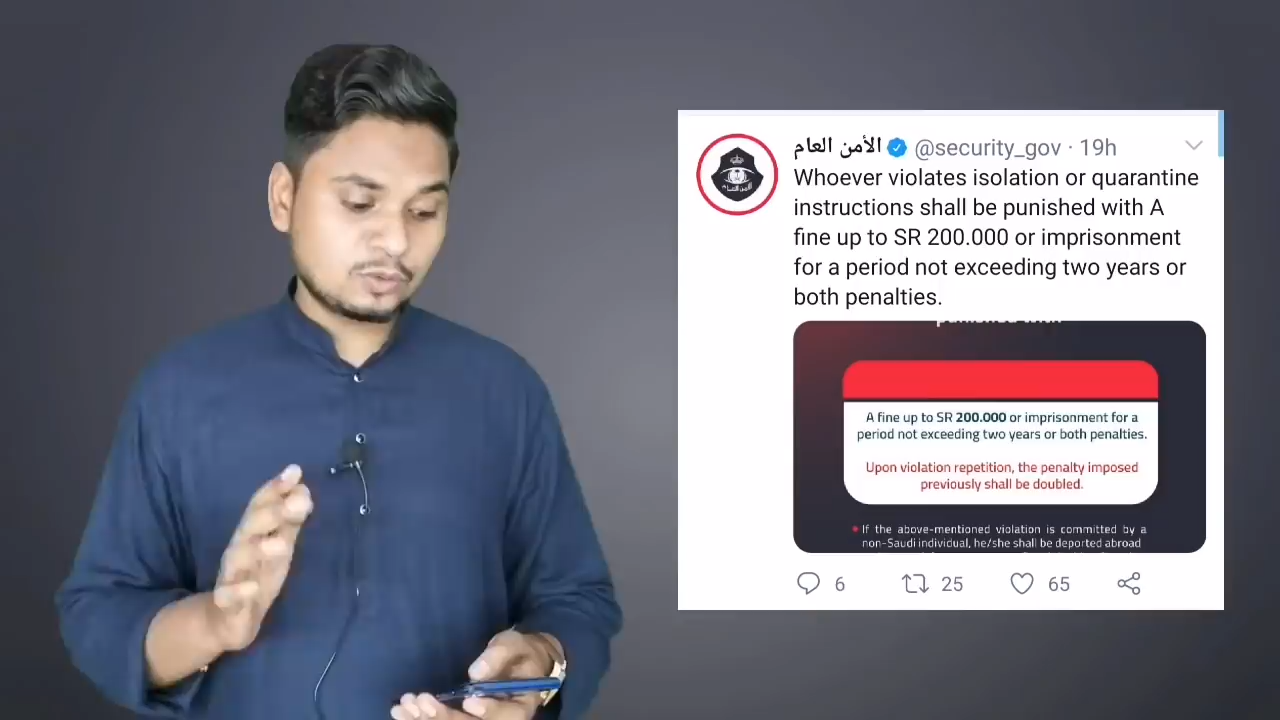 الأمن العام @security_gov · 19h
Whoever violates isolation or quarantine
instructions shall be punished with A
fine up to SR 200.000 or imprisonment
for a period not exceeding two years or
both penalties.
punished with
A fine up to SR 200.000 or imprisonment for a
period not exceeding two years or both penalties.
Upon violation repetition, the penalty imposed
previously shall be doubled.
* If the above-mentioned violation is committed by a
non-Saudi individual, he/she shall be deported abroad
6 25 65